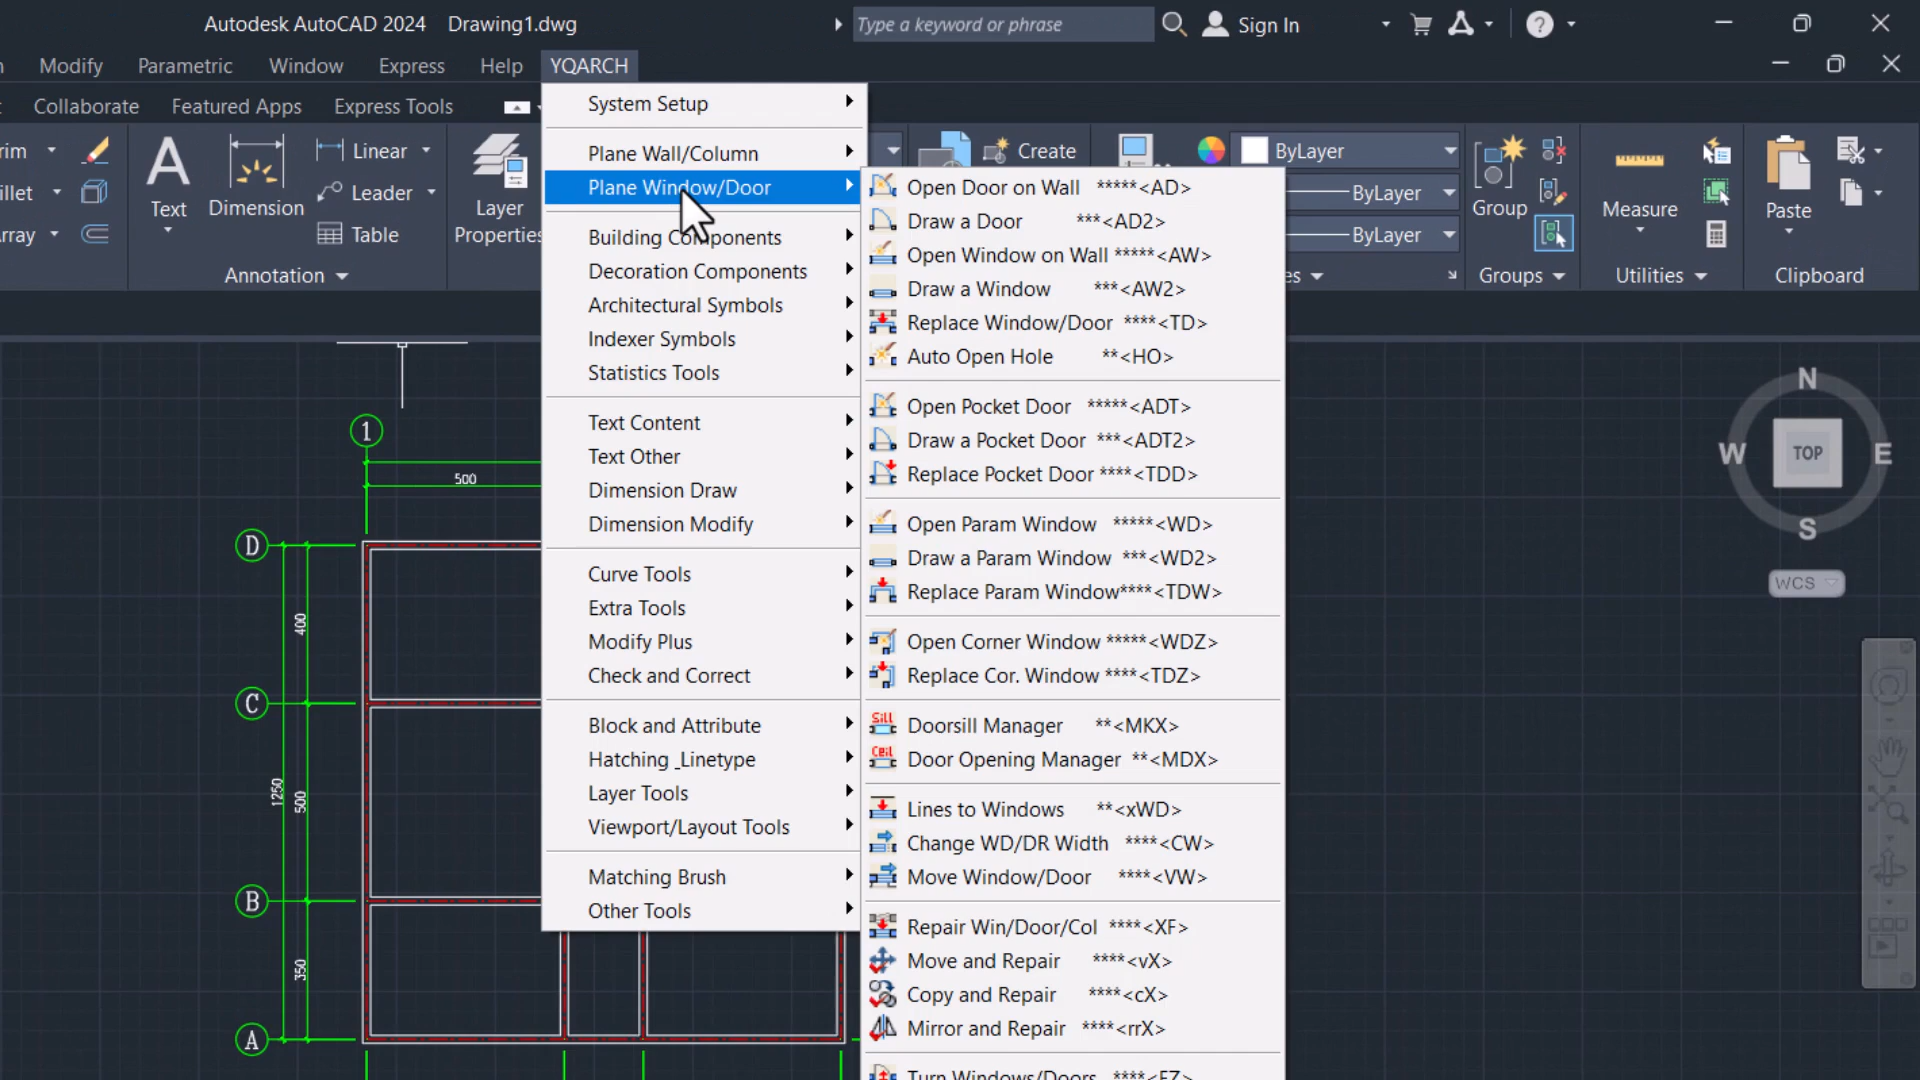 Autodesk AutoCAD 2024 Drawing1.dwg
Type a keyword or phrase
Sign In
Modify Parametric Window Express Help YQARCH
Collaborate Featured Apps Express Tools
Linear
Leader
Table
Text
Dimension
Layer
Annotation
Create
ByLayer
ByLayer
ByLayer
Group
Groups
Measure
Utilities
Paste
Clipboard
System Setup
Plane Wall/Column
Plane Window/Door
Building Components
Decoration Components
Architectural Symbols
Indexer Symbols
Statistics Tools
Text Content
Text Other
Dimension Draw
Dimension Modify
Curve Tools
Extra Tools
Modify Plus
Check and Correct
Block and Attribute
Hatching _Linetype
Layer Tools
Viewport/Layout Tools
Matching Brush
Other Tools
Open Door on Wall *****<AD>
Draw a Door ***<AD2>
Open Window on Wall *****<AW>
Draw a Window ***<AW2>
Replace Window/Door ****<TD>
Auto Open Hole **<HO>
Open Pocket Door *****<ADT>
Draw a Pocket Door ***<ADT2>
Replace Pocket Door ****<TDD>
Open Param Window *****<WD>
Draw a Param Window ***<WD2>
Replace Param Window****<TDW>
Open Corner Window *****<WDZ>
Replace Cor. Window ****<TDZ>
Sill
Doorsill Manager **<MKX>
Ceil
Door Opening Manager **<MDX>
Lines to Windows **<xWD>
Change WD/DR Width ****<CW>
Move Window/Door ****<VW>
Repair Win/Door/Col ****<XF>
Move and Repair ****<vX>
Copy and Repair ****<cX>
Mirror and Repair ****<rrX>
Turn Windows/Doors ****<FZ>
1
500
D
400
C
1250
500
B
350
A
N
W TOP E
S
WCS